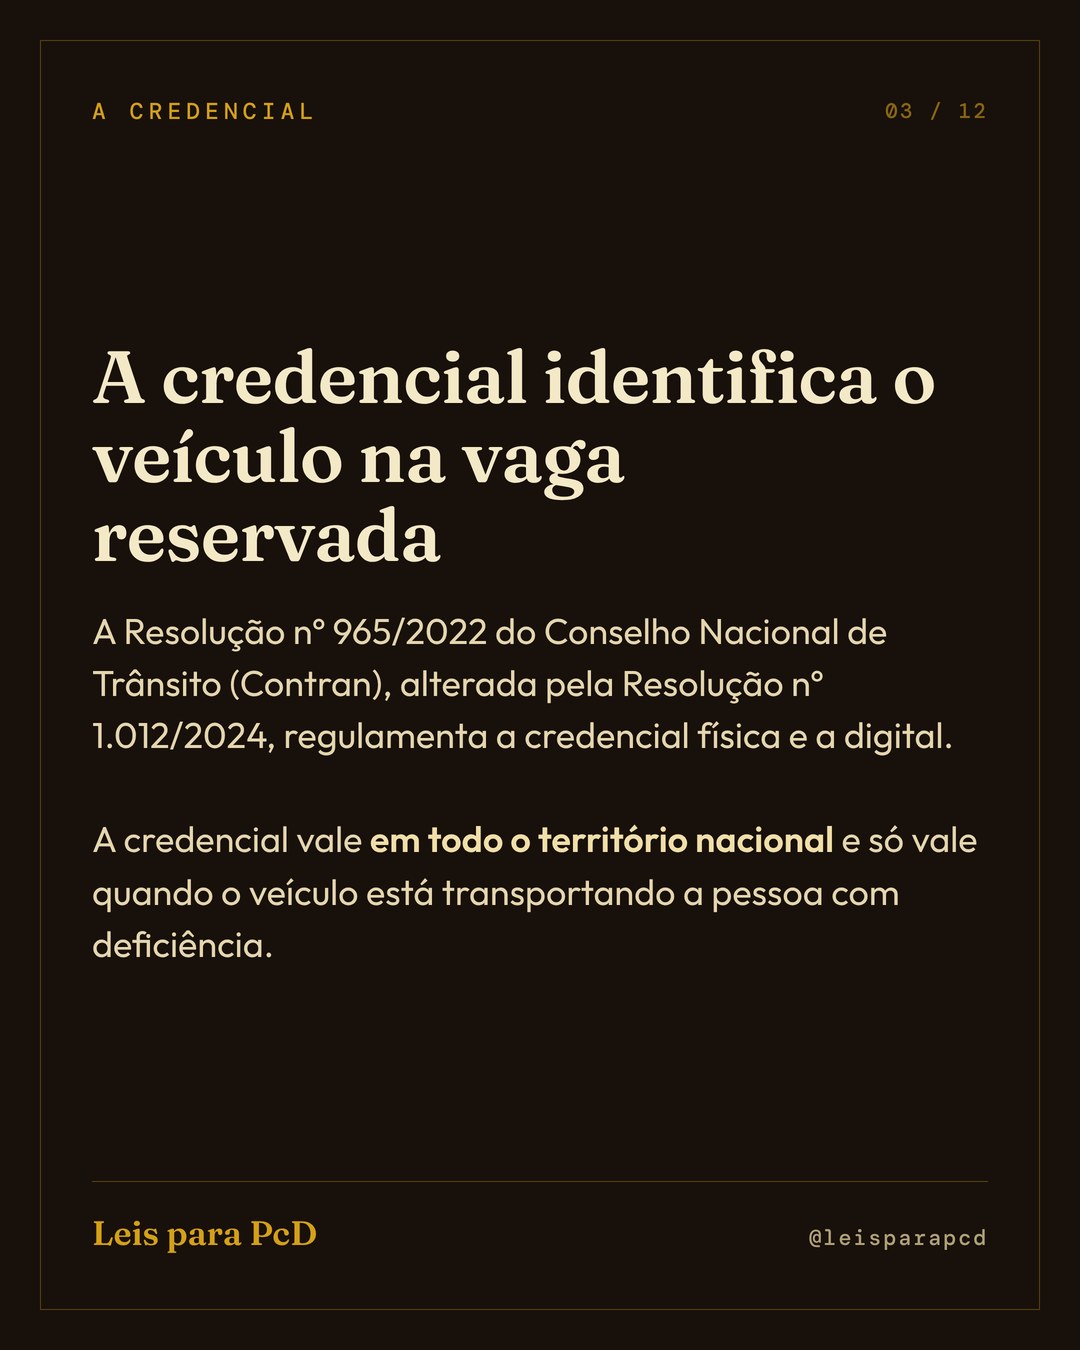 A CREDENCIAL
03 / 12
A credencial identifica o
veículo na vaga
reservada
A Resolução nº 965/2022 do Conselho Nacional de
Trânsito (Contran), alterada pela Resolução nº
1.012/2024, regulamenta a credencial física e a digital.
A credencial vale em todo o território nacional e só vale
quando o veículo está transportando a pessoa com
deficiência.
Leis para PcD
@leisparapcd